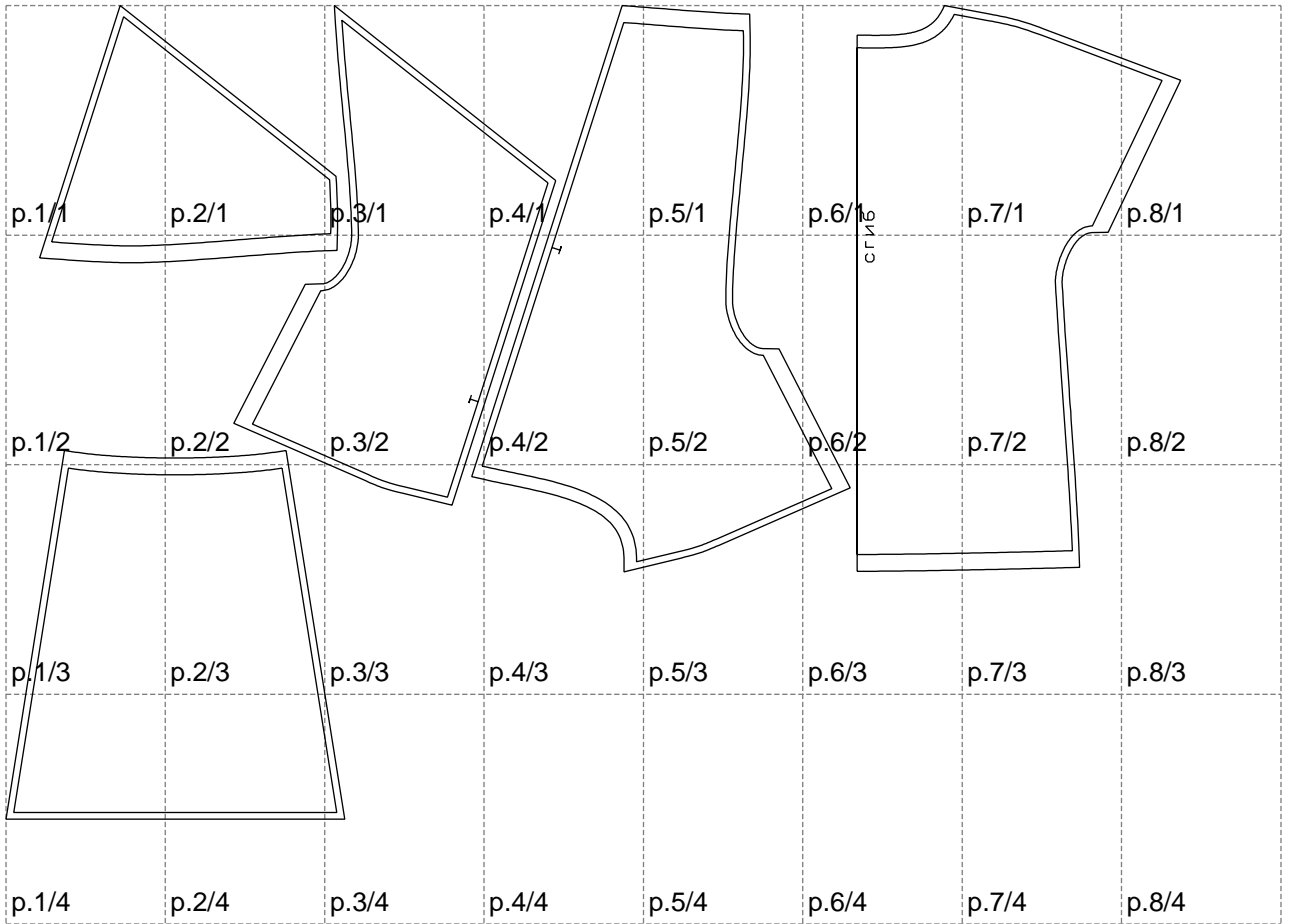 p.1/1 p.2/1 p.3/1 p.4/1 p.5/1 p.6/1 p.7/1 p.8/1
сгиб
p.1/2 p.2/2 p.3/2 p.4/2 p.5/2 p.6/2 p.7/2 p.8/2
p.1/3 p.2/3 p.3/3 p.4/3 p.5/3 p.6/3 p.7/3 p.8/3
p.1/4 p.2/4 p.3/4 p.4/4 p.5/4 p.6/4 p.7/4 p.8/4